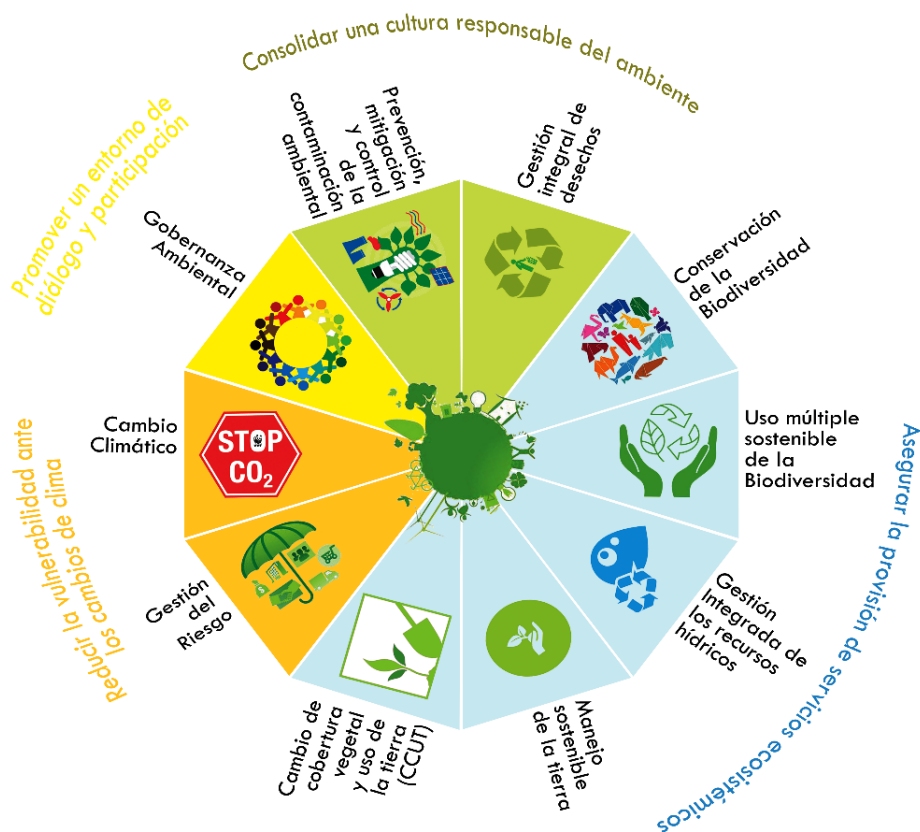 Consolidar una cultura responsable del ambiente
Promover un entorno de
diálogo y participación
Prevención,
mitigación
y control
de la
contaminación
ambiental
Gestión
integral de
desechos
Gobernanza
Ambiental
Conservación
de la
Biodiversidad
Cambio
Climático
STOP
CO₂
Uso múltiple
sostenible
de la
Biodiversidad
Asegurar la provisión de servicios ecosistémicos
Reducir la vulnerabilidad ante
los cambios de clima
Gestión
del
Riesgo
Gestión
Integrada de
los recursos
hídricos
Cambio de
cobertura
vegetal
y uso de
la tierra
(CCUT)
Manejo
sostenible
de la tierra